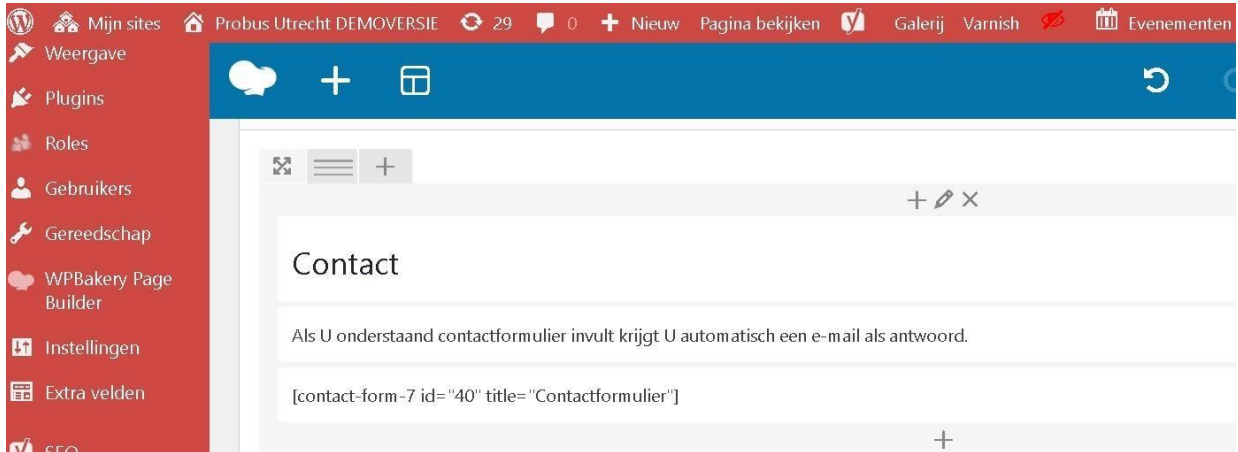 Mijn sites Probus Utrecht DEMOVERSIE 29 0 Nieuw Pagina bekijken Galerij Varnish Evenementen
Weergave
Plugins
Roles
Gebruikers
Gereedschap
WPBakery Page
Builder
Instellingen
Extra velden
SEO
Contact
Als U onderstaand contactformulier invult krijgt U automatisch een e-mail als antwoord.
[contact-form-7 id="40" title="Contactformulier"]